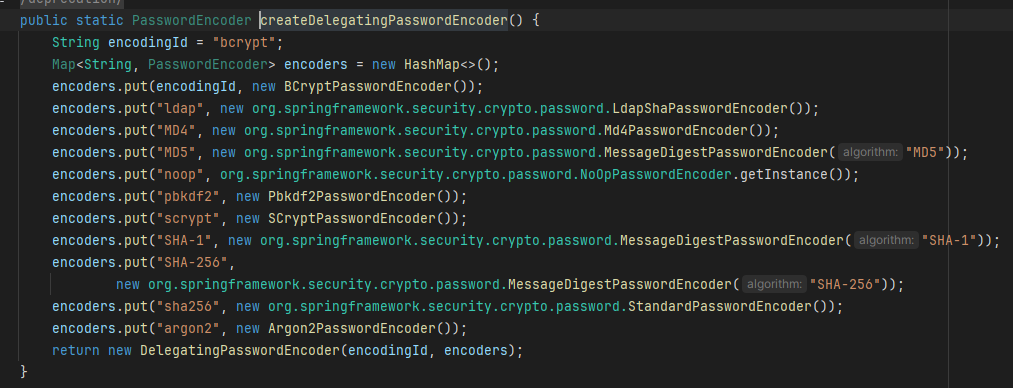 /deprecation/
public static PasswordEncoder createDelegatingPasswordEncoder() {
String encodingId = "bcrypt";
Map<String, PasswordEncoder> encoders = new HashMap<>();
encoders.put(encodingId, new BCryptPasswordEncoder());
encoders.put("ldap", new org.springframework.security.crypto.password.LdapShaPasswordEncoder());
encoders.put("MD4", new org.springframework.security.crypto.password.Md4PasswordEncoder());
encoders.put("MD5", new org.springframework.security.crypto.password.MessageDigestPasswordEncoder( algorithm: "MD5"));
encoders.put("noop", org.springframework.security.crypto.password.NoOpPasswordEncoder.getInstance());
encoders.put("pbkdf2", new Pbkdf2PasswordEncoder());
encoders.put("scrypt", new SCryptPasswordEncoder());
encoders.put("SHA-1", new org.springframework.security.crypto.password.MessageDigestPasswordEncoder( algorithm: "SHA-1"));
encoders.put("SHA-256",
new org.springframework.security.crypto.password.MessageDigestPasswordEncoder( algorithm: "SHA-256"));
encoders.put("sha256", new org.springframework.security.crypto.password.StandardPasswordEncoder());
encoders.put("argon2", new Argon2PasswordEncoder());
return new DelegatingPasswordEncoder(encodingId, encoders);
}